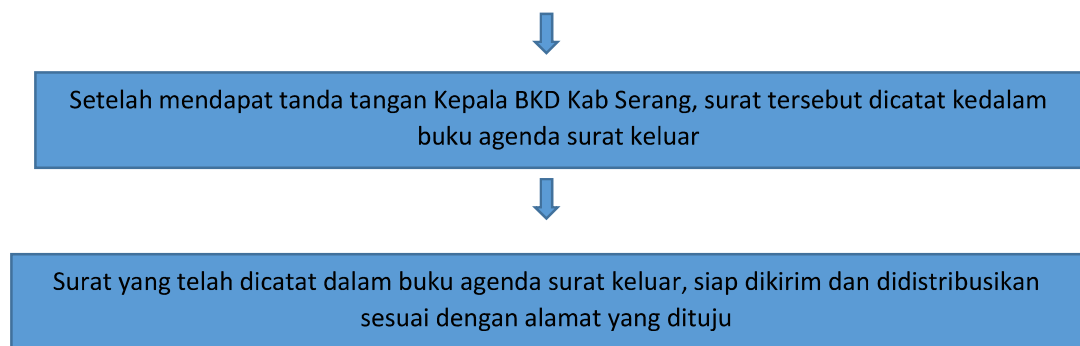 Setelah mendapat tanda tangan Kepala BKD Kab Serang, surat tersebut dicatat kedalam
buku agenda surat keluar
Surat yang telah dicatat dalam buku agenda surat keluar, siap dikirim dan didistribusikan
sesuai dengan alamat yang dituju